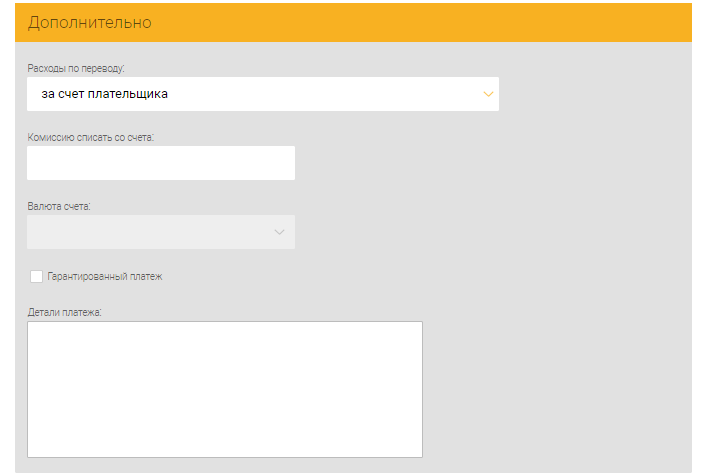 Дополнительно
Расходы по переводу:
за счет плательщика
Комиссию списать со счета:
Валюта счета:
Гарантированный платеж
Детали платежа: